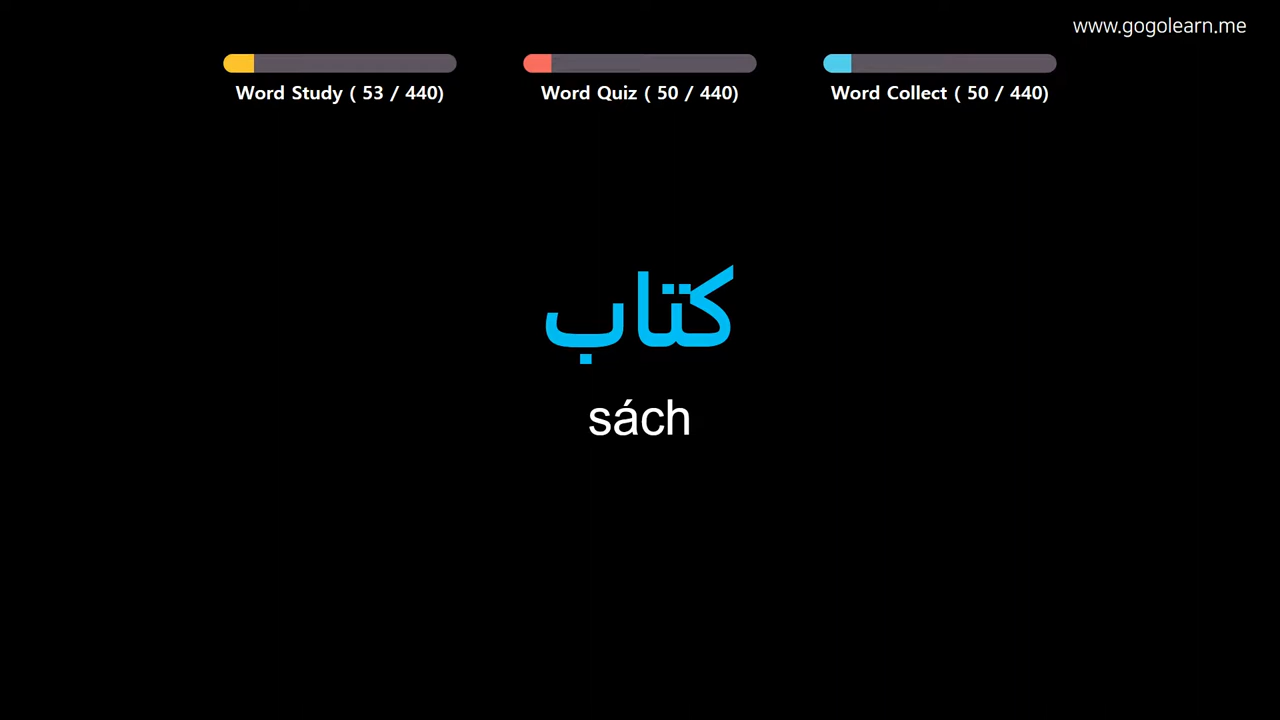 www.gogolearn.me
Word Study ( 53 / 440)
Word Quiz ( 50 / 440)
Word Collect ( 50 / 440)
كتاب
sách